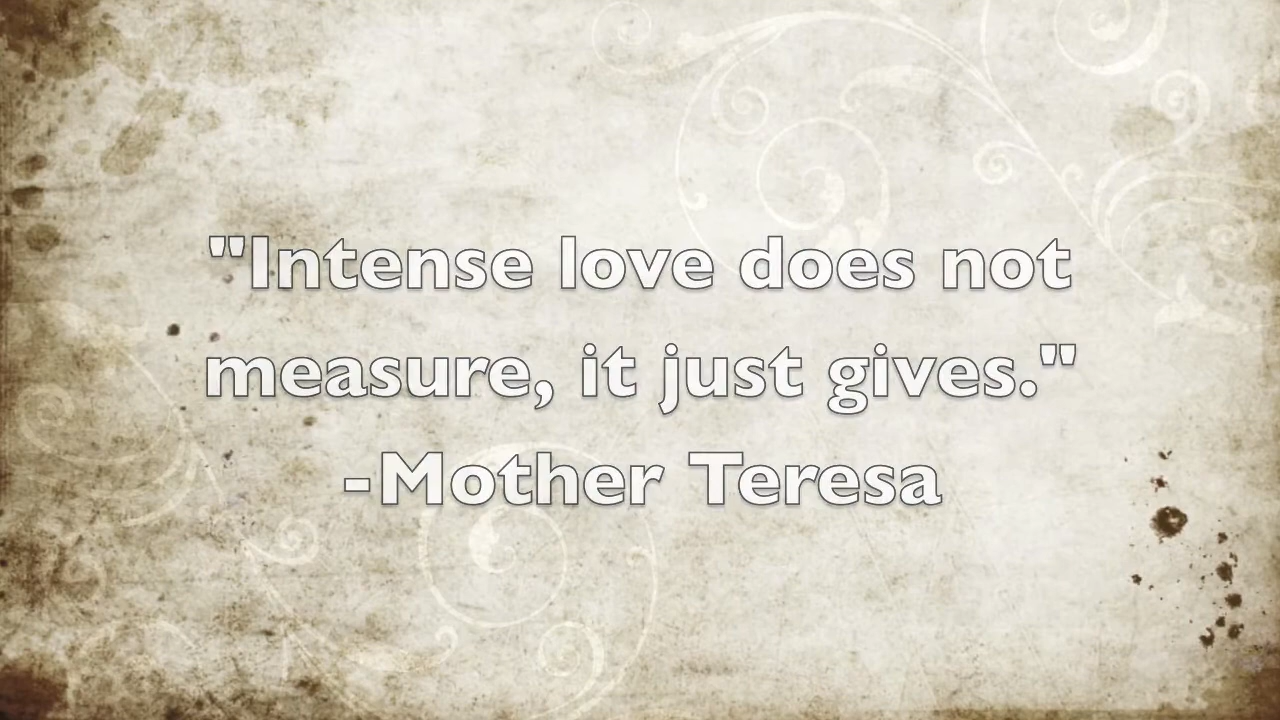 "Intense love does not
measure, it just gives."
-Mother Teresa